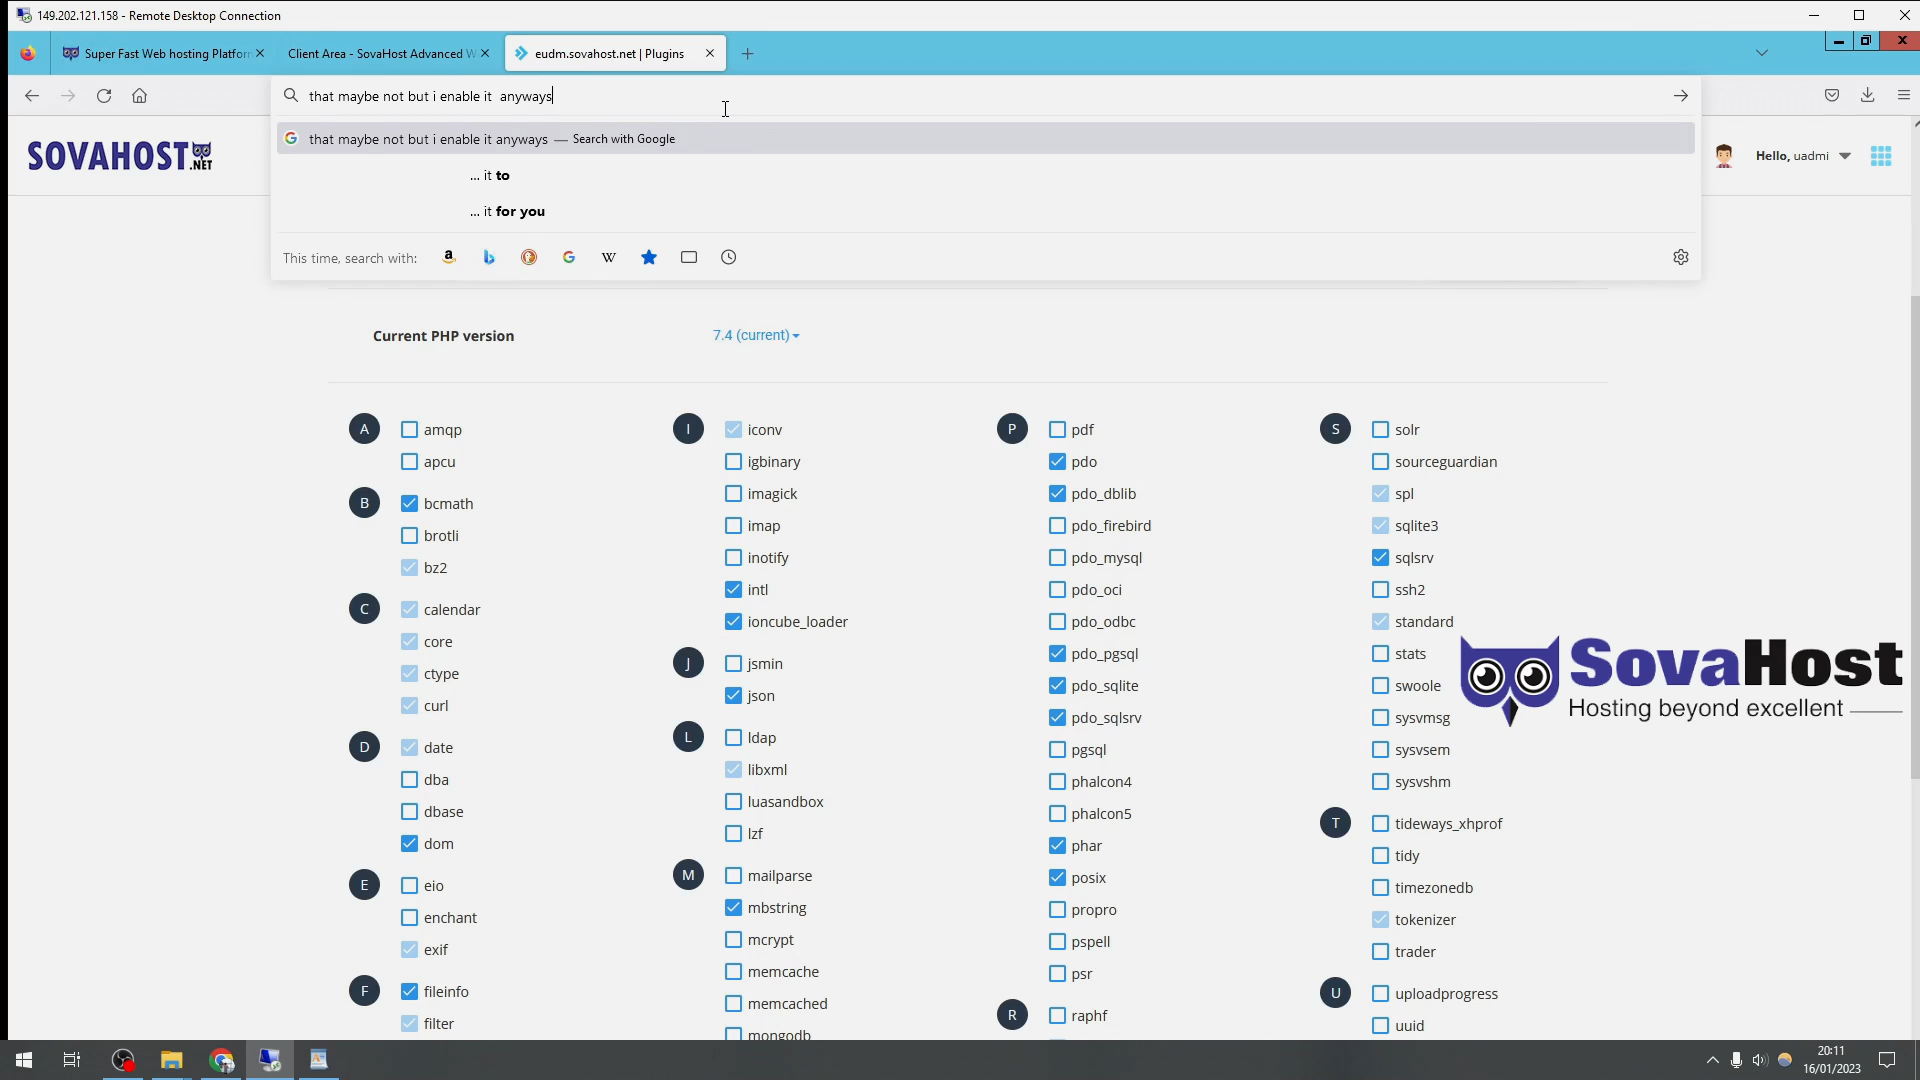 149.202.121.158 - Remote Desktop Connection
Super Fast Web hosting Platform
Client Area - SovaHost Advanced W
eudm.sovahost.net | Plugins
that maybe not but i enable it  anyways
that maybe not but i enable it anyways — Search with Google
... it to
... it for you
This time, search with:
SOVAHOST.NET
Hello, uadmi
Current PHP version
7.4 (current)
A
amqp
apcu
B
bcmath
brotli
bz2
C
calendar
core
ctype
curl
D
date
dba
dbase
dom
E
eio
enchant
exif
F
fileinfo
filter
I
iconv
igbinary
imagick
imap
inotify
intl
ioncube_loader
J
jsmin
json
L
ldap
libxml
luasandbox
lzf
M
mailparse
mbstring
mcrypt
memcache
memcached
mongodb
P
pdf
pdo
pdo_dblib
pdo_firebird
pdo_mysql
pdo_oci
pdo_odbc
pdo_pgsql
pdo_sqlite
pdo_sqlsrv
pgsql
phalcon4
phalcon5
phar
posix
propro
pspell
psr
R
raphf
S
solr
sourceguardian
spl
sqlite3
sqlsrv
ssh2
standard
stats
swoole
sysvmsg
sysvsem
sysvshm
T
tideways_xhprof
tidy
timezonedb
tokenizer
trader
U
uploadprogress
uuid
SovaHost
Hosting beyond excellent
20:11
16/01/2023